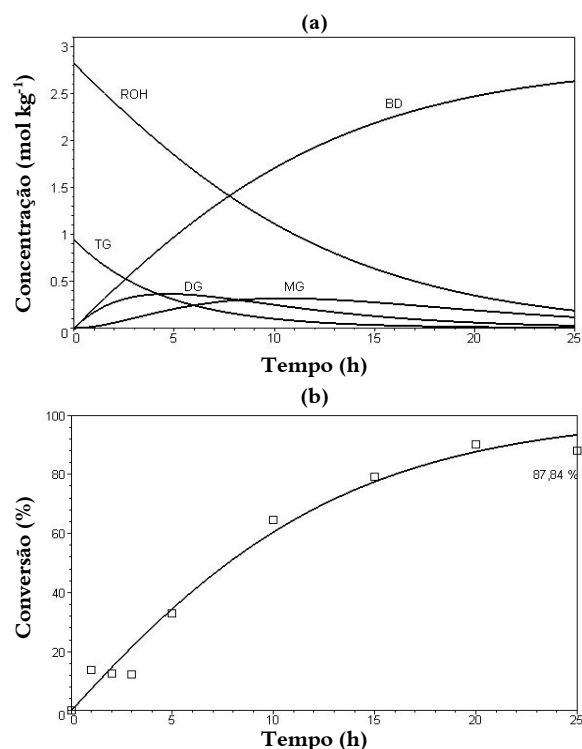 (a)
3
2.5
2
1.5
1
0.5
0
ROH
BD
TG
DG
MG
Concentração (mol kg⁻¹)
0 5 10 15 20 25
Tempo (h)
(b)
100
80
60
40
20
0
87,84 %
Conversão (%)
0 5 10 15 20 25
Tempo (h)